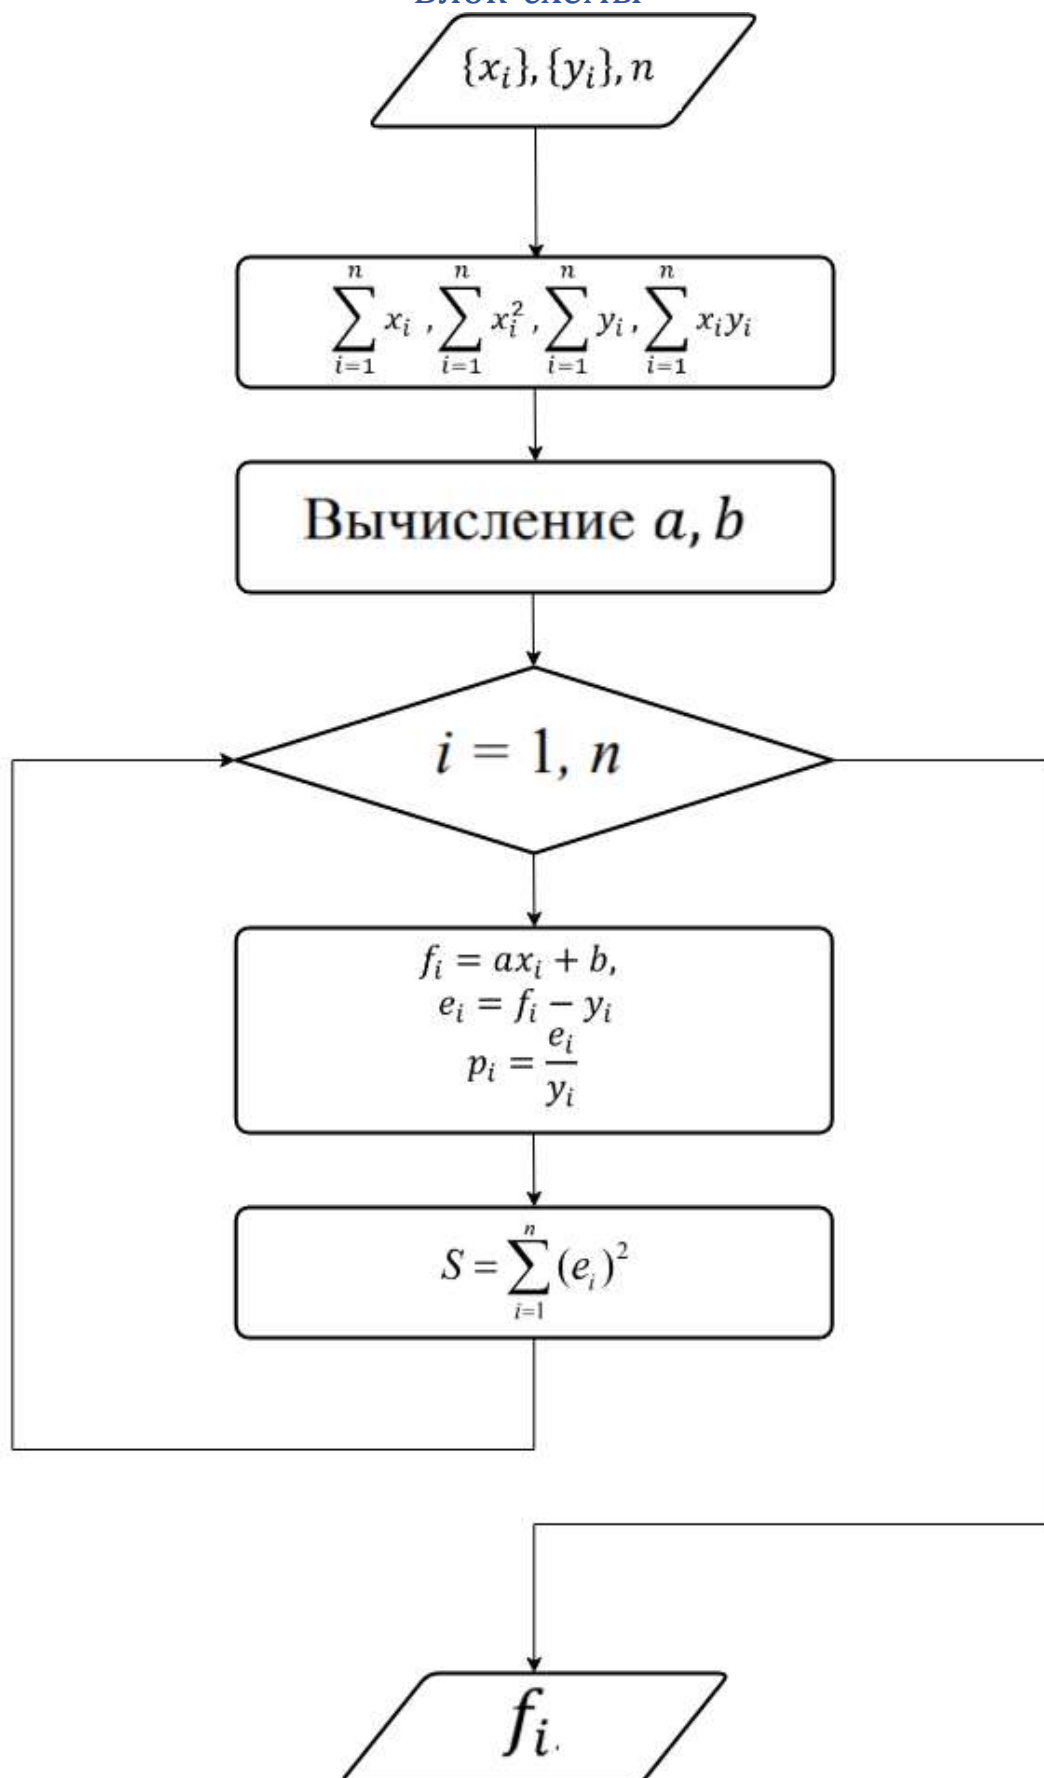 {xᵢ}, {yᵢ}, n
∑ᵢ₌₁ⁿ xᵢ , ∑ᵢ₌₁ⁿ xᵢ² , ∑ᵢ₌₁ⁿ yᵢ , ∑ᵢ₌₁ⁿ xᵢyᵢ
Вычисление a, b
i = 1, n
fᵢ = axᵢ + b,
eᵢ = fᵢ − yᵢ
pᵢ = eᵢ/yᵢ
S = ∑ᵢ₌₁ⁿ (eᵢ)²
fᵢ.